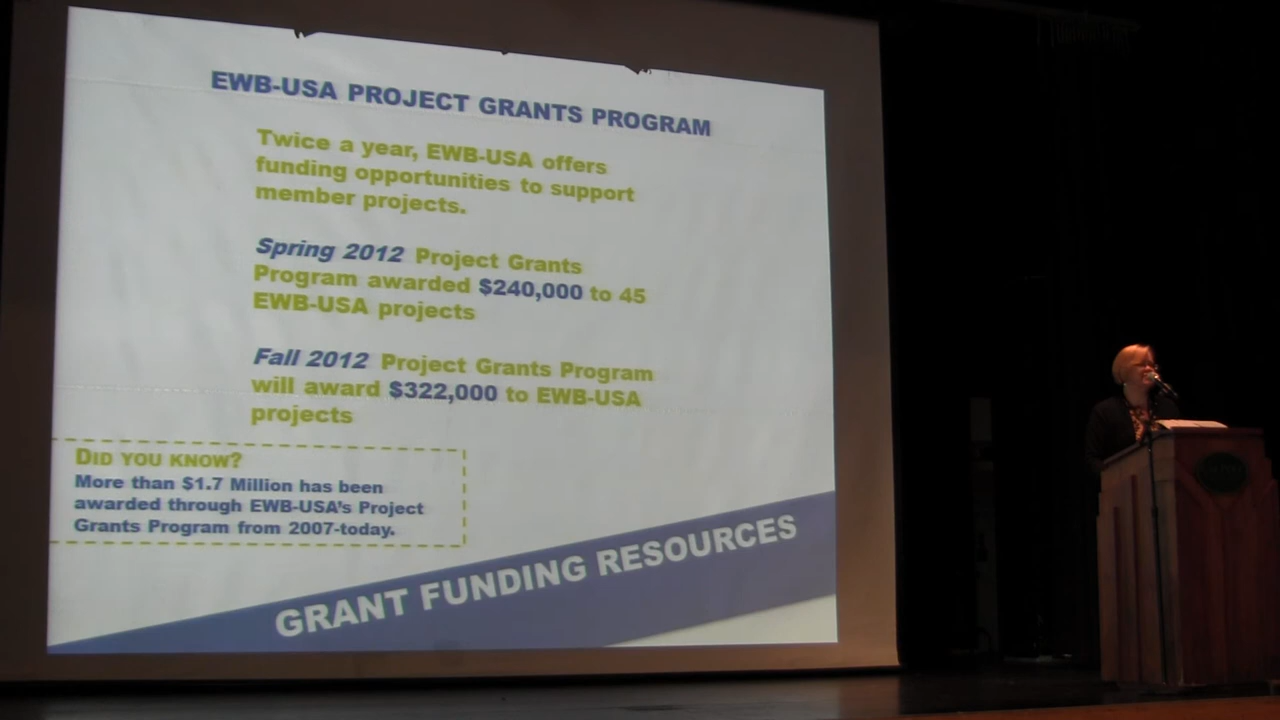 EWB-USA PROJECT GRANTS PROGRAM
Twice a year, EWB-USA offers
funding opportunities to support
member projects.
Spring 2012 Project Grants
Program awarded $240,000 to 45
EWB-USA projects
Fall 2012 Project Grants Program
will award $322,000 to EWB-USA
projects
DID YOU KNOW?
More than $1.7 Million has been
awarded through EWB-USA's Project
Grants Program from 2007-today.
GRANT FUNDING RESOURCES